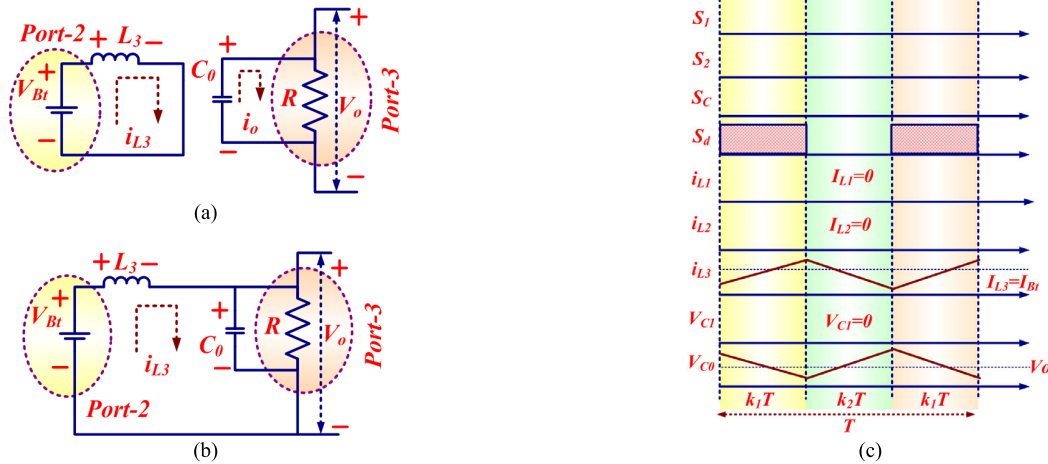 Port-2
+ L3 −
+
VBt
−
iL3
+
C0
io
−
R
+
Vo
−
Port-3
(a)
+ L3 −
+
VBt
−
iL3
Port-2
+
C0
−
R
+
Vo
−
Port-3
(b)
S1
S2
SC
Sd
iL1 IL1=0
iL2 IL2=0
iL3
IL3=IBt
VC1 VC1=0
VC0 Vo
k1T k2T k1T
T
(c)